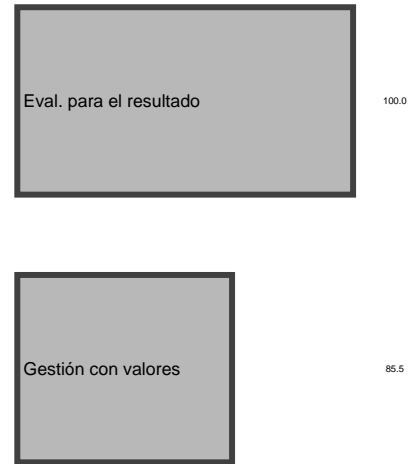 Eval. para el resultado 100.0
Gestión con valores 85.5